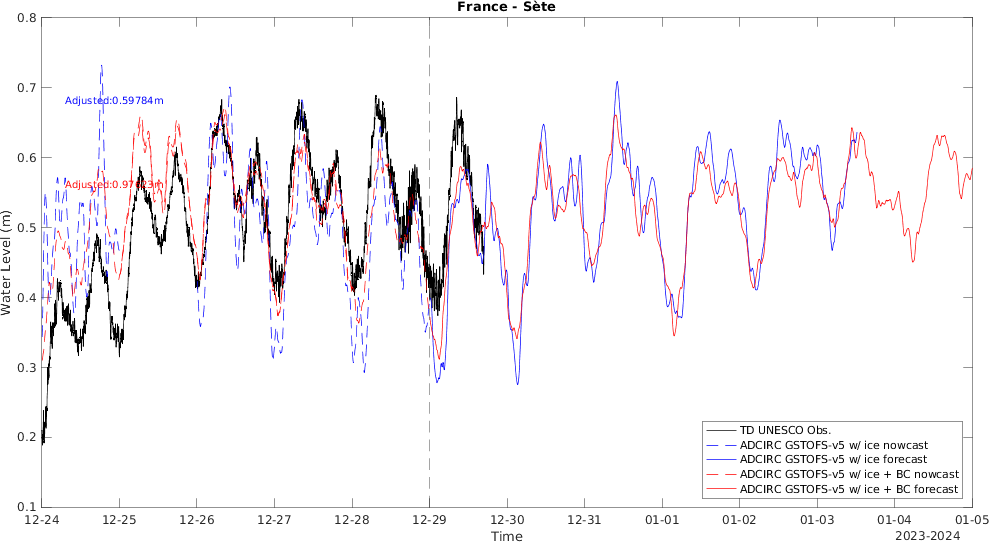 France - Sète
0.8
0.7
0.6
0.5
0.4
0.3
0.2
0.1
Water Level (m)
Adjusted:0.59784m
TD UNESCO Obs.
ADCIRC GSTOFS-v5 w/ ice nowcast
ADCIRC GSTOFS-v5 w/ ice forecast
ADCIRC GSTOFS-v5 w/ ice + BC nowcast
ADCIRC GSTOFS-v5 w/ ice + BC forecast
12-24 12-25 12-26 12-27 12-28 12-29 12-30 12-31 01-01 01-02 01-03 01-04 01-05
Time
2023-2024